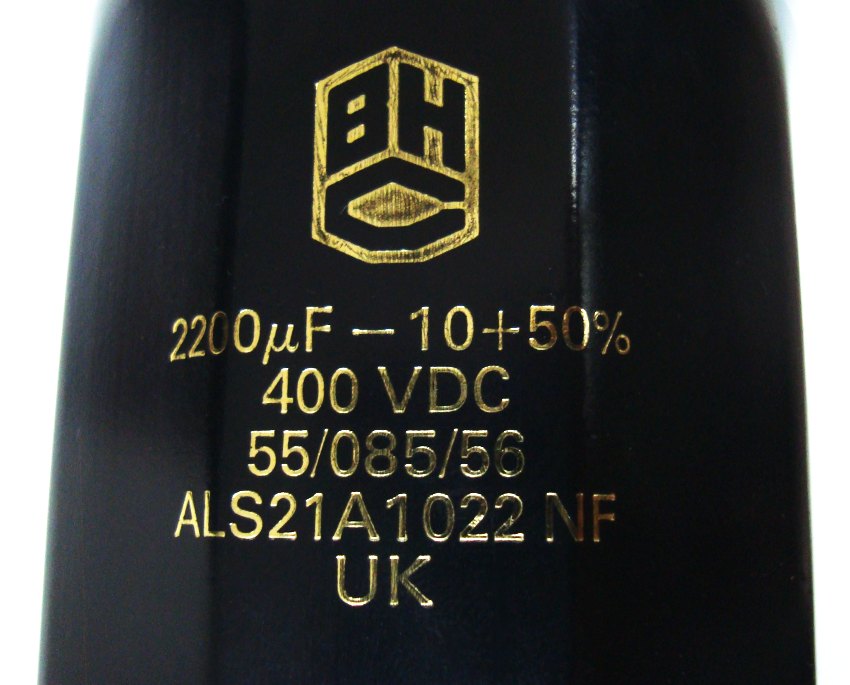 BH
2200µF – 10+50%
400 VDC
55/085/56
ALS21A1022 NF
UK